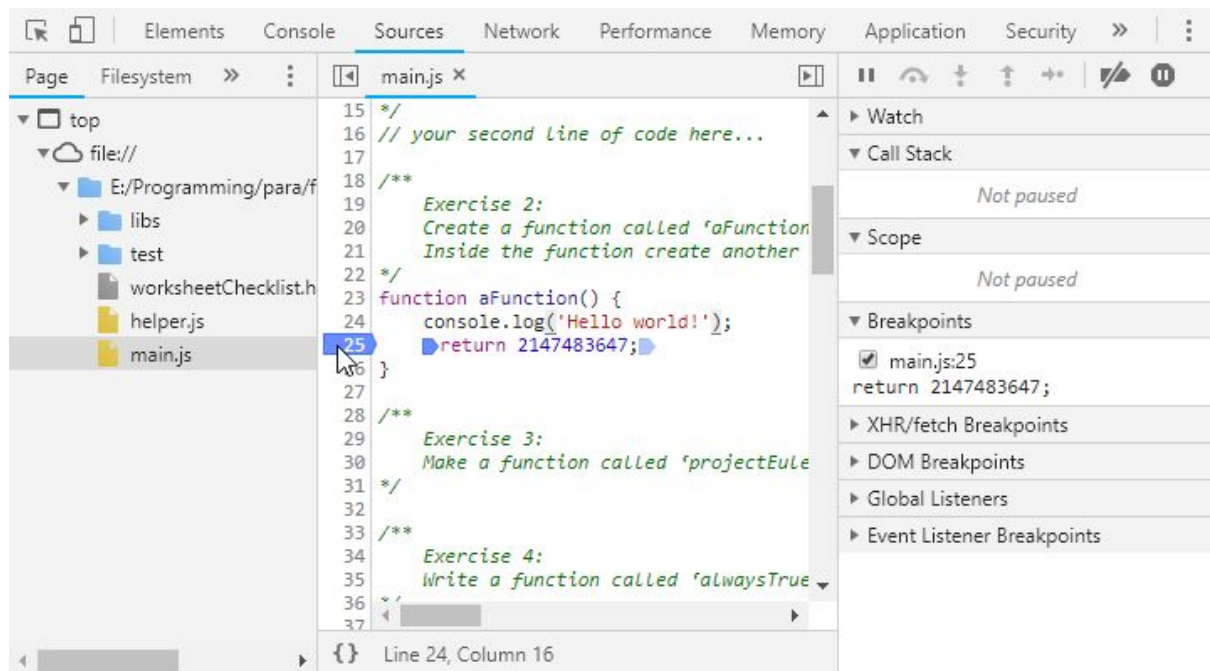 Elements Console Sources Network Performance Memory Application Security »
Page Filesystem »
top
file://
E:/Programming/para/f
libs
test
worksheetChecklist.h
helper.js
main.js
main.js ×
15 */
16 // your second line of code here...
17
18 /**
19 Exercise 2:
20 Create a function called 'aFunction
21 Inside the function create another
22 */
23 function aFunction() {
24 console.log('Hello world!');
25 return 2147483647;
26 }
27
28 /**
29 Exercise 3:
30 Make a function called 'projectEule
31 */
32
33 /**
34 Exercise 4:
35 Write a function called 'alwaysTrue
36 */
37
{} Line 24, Column 16
Watch
Call Stack
Not paused
Scope
Not paused
Breakpoints
main.js:25
return 2147483647;
XHR/fetch Breakpoints
DOM Breakpoints
Global Listeners
Event Listener Breakpoints